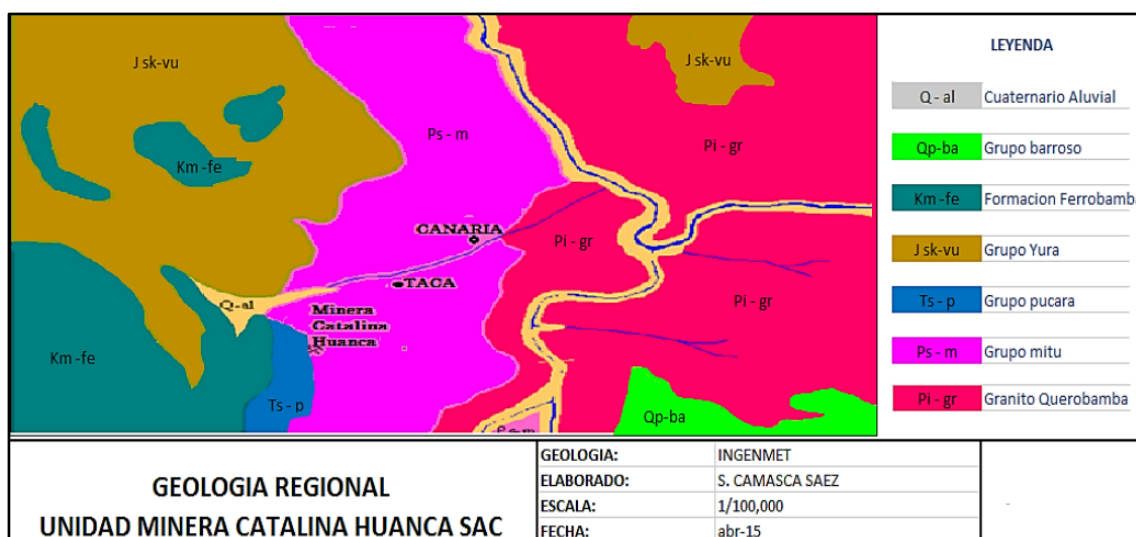 J sk-vu
J sk-vu
Ps - m
Km -fe
Pi - gr
CANARIA
Pi - gr
TACA
Q-al
Minera
Catalina
Huanca
Pi - gr
Km -fe
Ts - p
Qp-ba
Ps-m
LEYENDA
Q - al Cuaternario Aluvial
Qp-ba Grupo barroso
Km -fe Formacion Ferrobamba
J sk-vu Grupo Yura
Ts - p Grupo pucara
Ps - m Grupo mitu
Pi - gr Granito Querobamba
GEOLOGIA REGIONAL
UNIDAD MINERA CATALINA HUANCA SAC
GEOLOGIA: INGENMET
ELABORADO: S. CAMASCA SAEZ
ESCALA: 1/100,000
FECHA: abr-15